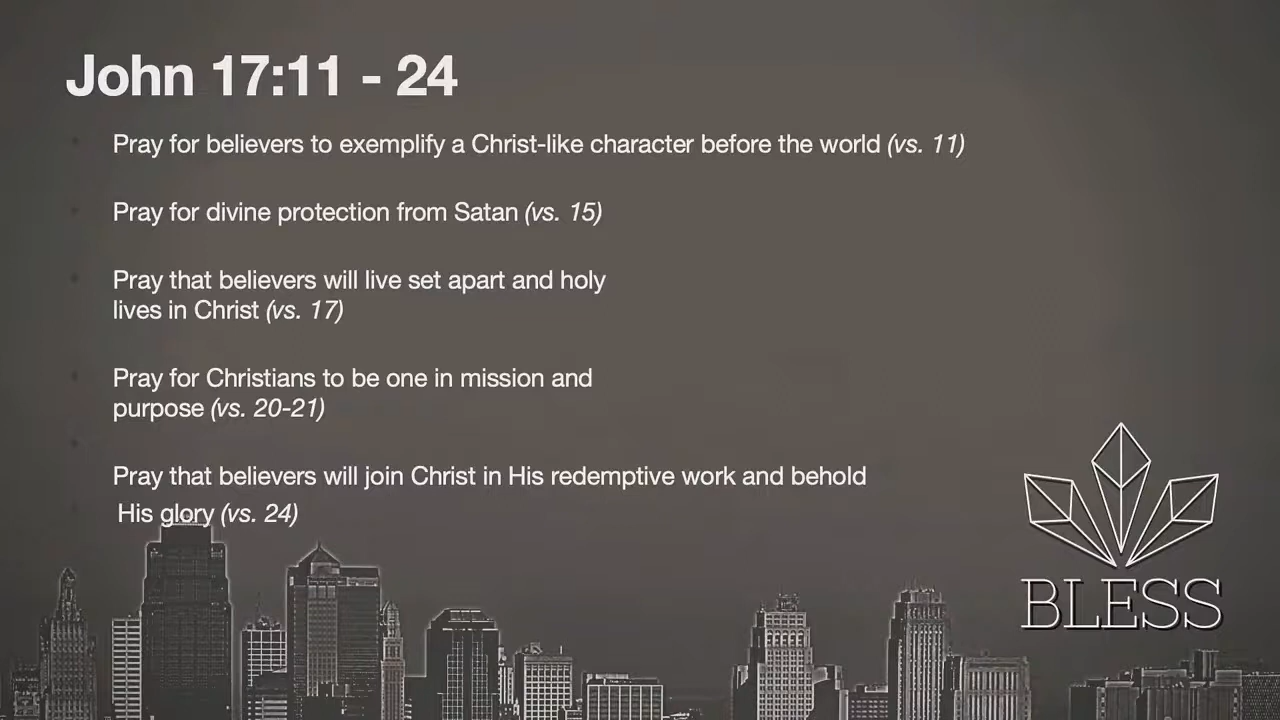 John 17:11 - 24
Pray for believers to exemplify a Christ-like character before the world (vs. 11)
Pray for divine protection from Satan (vs. 15)
Pray that believers will live set apart and holy
lives in Christ (vs. 17)
Pray for Christians to be one in mission and
purpose (vs. 20-21)
Pray that believers will join Christ in His redemptive work and behold
His glory (vs. 24)
BLESS